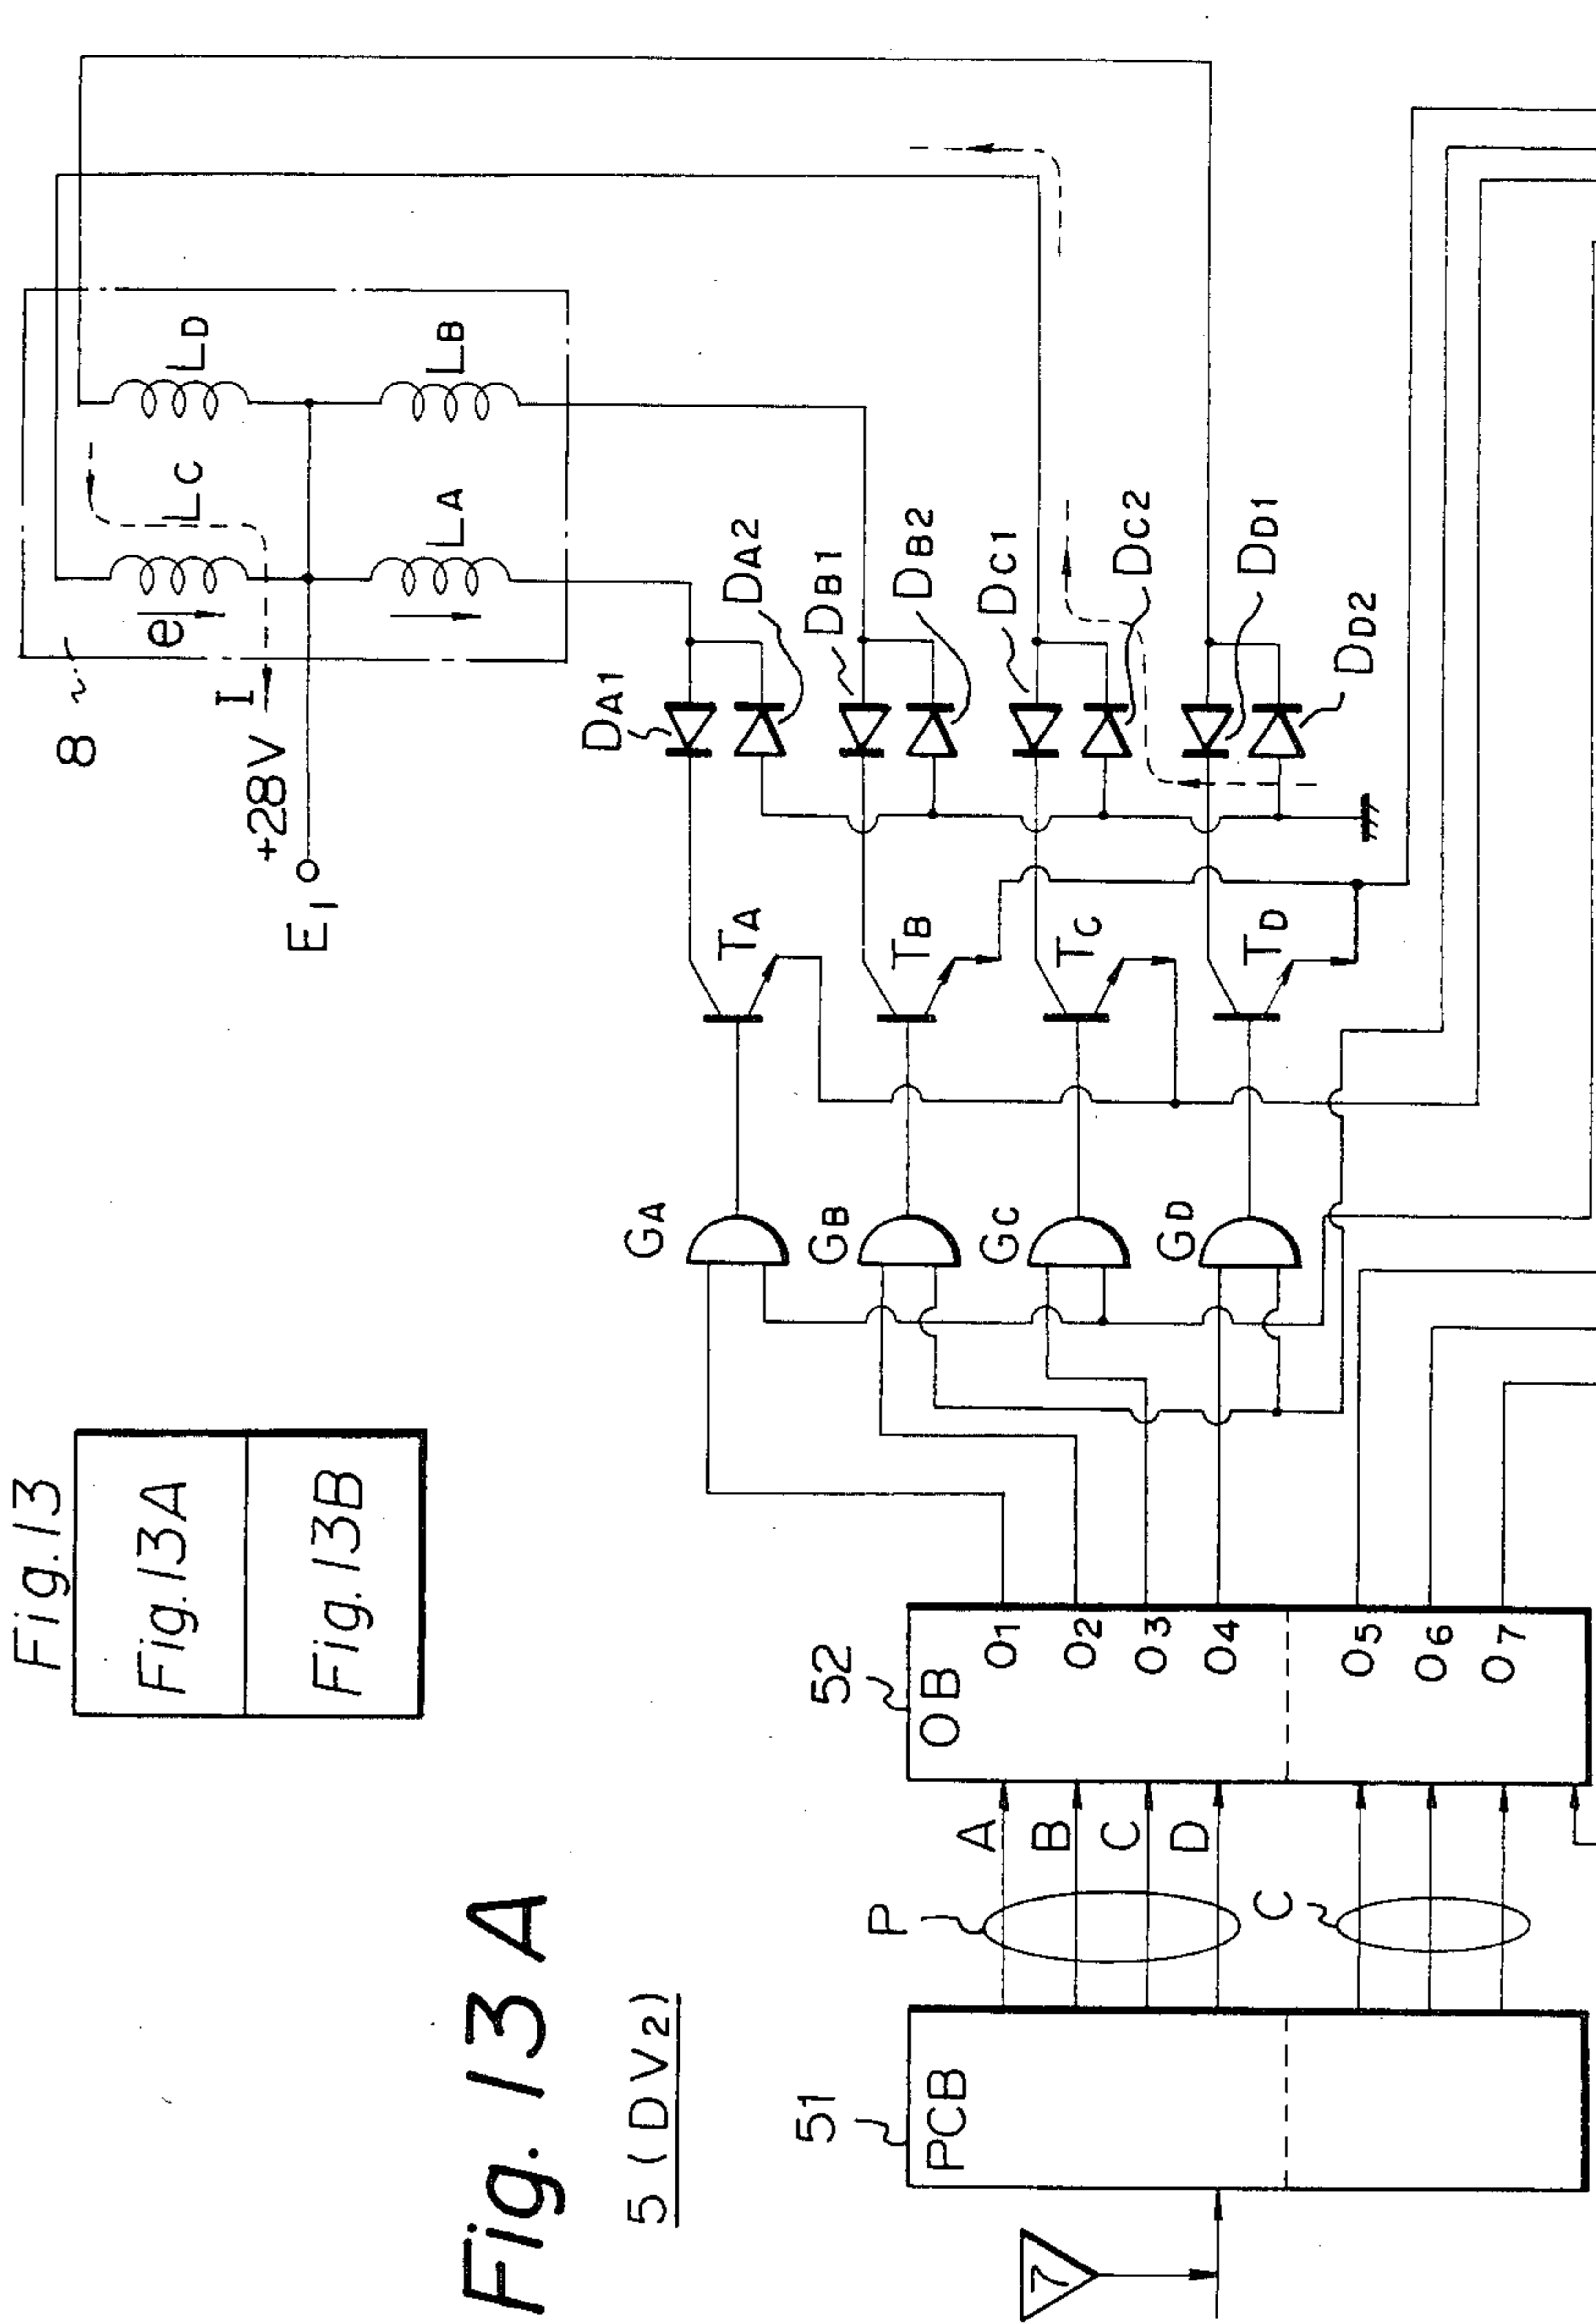 Fig. 13
Fig. 13A
Fig. 13B
Fig. 13 A
5 (DV2)
8
e
I
LC
LD
LA
LB
+28V
E1
DA1
DA2
DB1
DB2
DC1
DC2
DD1
DD2
TA
TB
TC
TD
GA
GB
GC
GD
51
PCB
P
C
A
B
C
D
52
OB
O1
O2
O3
O4
O5
O6
O7
7